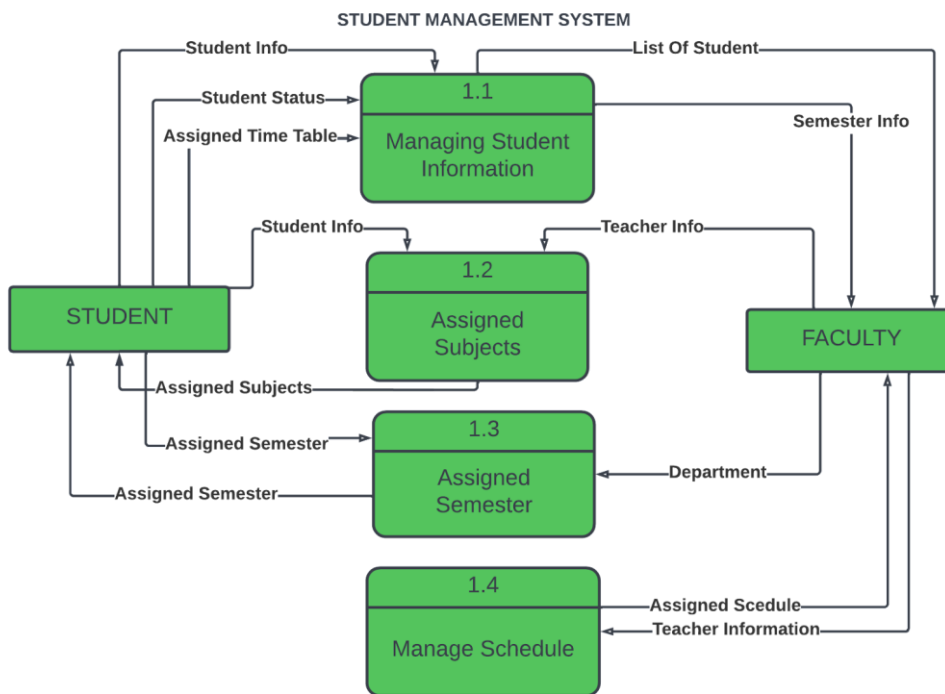 STUDENT MANAGEMENT SYSTEM
Student Info
List Of Student
Student Status
1.1
Semester Info
Assigned Time Table
Managing Student
Information
Student Info
Teacher Info
1.2
STUDENT
Assigned
Subjects
FACULTY
Assigned Subjects
1.3
Assigned Semester
Assigned
Semester
Department
Assigned Semester
1.4
Assigned Scedule
Manage Schedule
Teacher Information